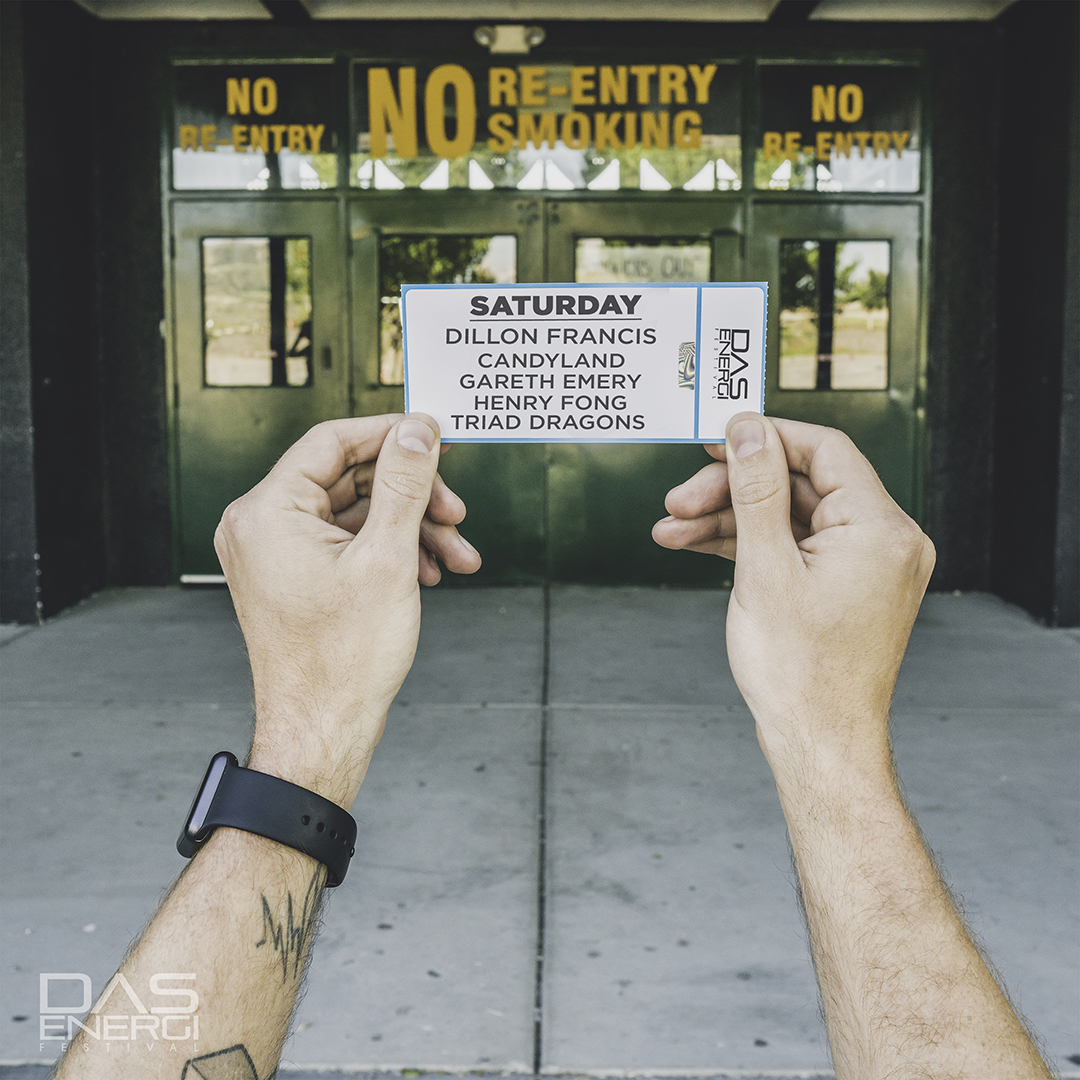 NO
RE-ENTRY
NO
RE-ENTRY
SMOKING
NO
RE-ENTRY
SATURDAY
DILLON FRANCIS
CANDYLAND
GARETH EMERY
HENRY FONG
TRIAD DRAGONS
DAS
ENERGI
FESTIVAL
DAS
ENERGI
FESTIVAL